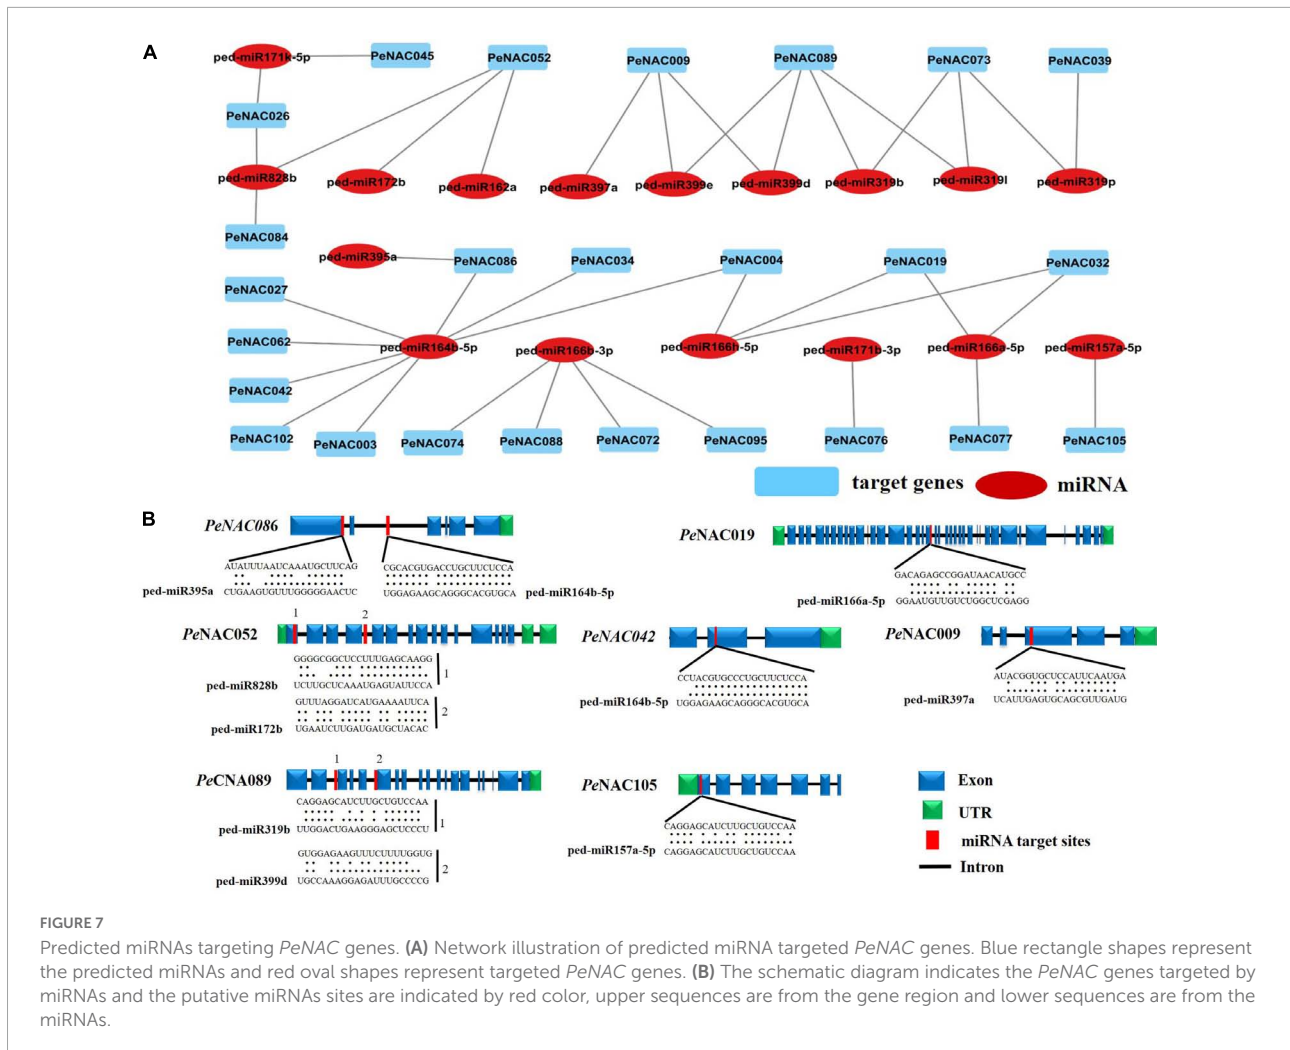 A
ped-miR171k-5p
PeNAC045
PeNAC052
PeNAC009
PeNAC089
PeNAC073
PeNAC039
PeNAC026
ped-miR828b
ped-miR172b
ped-miR162a
ped-miR397a
ped-miR399e
ped-miR399d
ped-miR319b
ped-miR319l
ped-miR319p
PeNAC084
ped-miR395a
PeNAC086
PeNAC034
PeNAC004
PeNAC019
PeNAC032
PeNAC027
PeNAC062
ped-miR164b-5p
ped-miR166b-3p
ped-miR166h-5p
ped-miR171b-3p
ped-miR166a-5p
ped-miR157a-5p
PeNAC042
PeNAC102
PeNAC003
PeNAC074
PeNAC088
PeNAC072
PeNAC095
PeNAC076
PeNAC077
PeNAC105
target genes
miRNA
B
PeNAC086
AUAUUUAAUCAAAUGCUUCAG
CGCACGUGACCUGCUUCUCCA
ped-miR395a
CUGAAGUGUUUGGGGGAACUC
UGGAGAAGCAGGGCACGUGCA
ped-miR164b-5p
PeNAC019
GACAGAGCCGGAUAACAUGCC
ped-miR166a-5p
GGAAUGUUGUCUGGCUCGAGG
PeNAC052
1
2
GGGGCGGCUCCUUUGAGCAAGG
1
ped-miR828b
UCUUGCUCAAAUGAGUAUUCCA
GUUUAGGAUCAUGAAAAUUCA
2
ped-miR172b
UGAAUCUUGAUGAUGCUACAC
PeNAC042
CCUACGUGCCCUGCUUCUCCA
ped-miR164b-5p
UGGAGAAGCAGGGCACGUGCA
PeNAC009
AUACGGUGCUCCAUUCAAUGA
ped-miR397a
UCAUUGAGUGCAGCGUUGAUG
PeCNA089
1
2
CAGGAGCAUCUUGCUGUCCAA
1
ped-miR319b
UUGGACUGAAGGGAGCUCCCU
GUGGAGAAGUUUCUUUUGGUG
2
ped-miR399d
UGCCAAAGGAGAUUUGCCCCG
PeNAC105
CAGGAGCAUCUUGCUGUCCAA
ped-miR157a-5p
CAGGAGCAUCUUGCUGUCCAA
Exon
UTR
miRNA target sites
Intron
FIGURE 7
Predicted miRNAs targeting PeNAC genes. (A) Network illustration of predicted miRNA targeted PeNAC genes. Blue rectangle shapes represent
the predicted miRNAs and red oval shapes represent targeted PeNAC genes. (B) The schematic diagram indicates the PeNAC genes targeted by
miRNAs and the putative miRNAs sites are indicated by red color, upper sequences are from the gene region and lower sequences are from the
miRNAs.